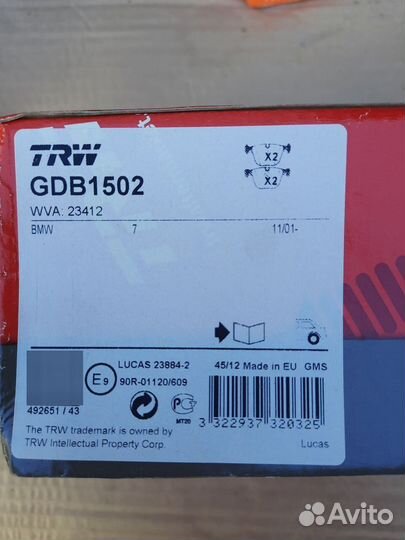 TRW
GDB1502
X2
X2
WVA: 23412
BMW 7 11/01-
LUCAS 23884-2
E9 90R-01120/609
45/12 Made in EU GMS
492651 / 43
MT20
3 322937 320325
The TRW trademark is owned by
TRW Intellectual Property Corp.
Lucas
Avito